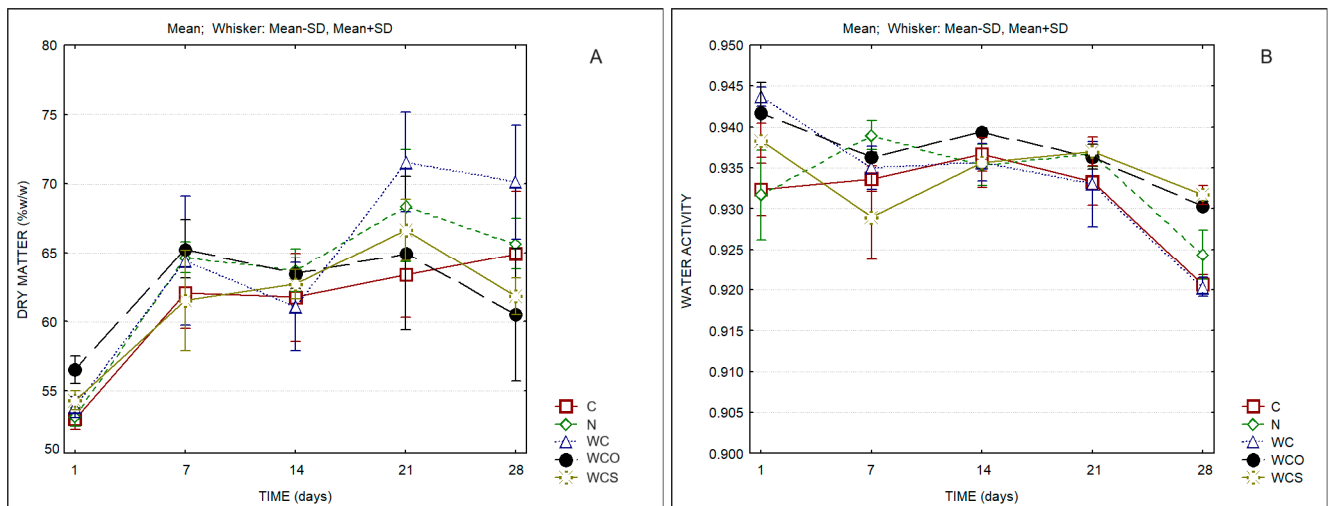 Mean; Whisker: Mean-SD, Mean+SD
A
DRY MATTER (%w/w)
80
75
70
65
60
55
50
1 7 14 21 28
TIME (days)
C
N
WC
WCO
WCS
Mean; Whisker: Mean-SD, Mean+SD
B
WATER ACTIVITY
0.950
0.945
0.940
0.935
0.930
0.925
0.920
0.915
0.910
0.905
0.900
1 7 14 21 28
TIME (days)
C
N
WC
WCO
WCS